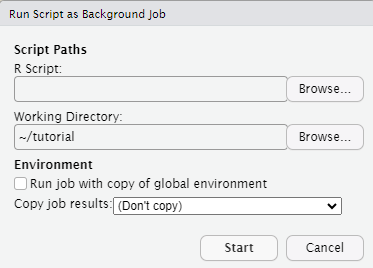 Run Script as Background Job
Script Paths
R Script:
Browse...
Working Directory:
~/tutorial Browse...
Environment
Run job with copy of global environment
Copy job results: (Don't copy)
Start Cancel